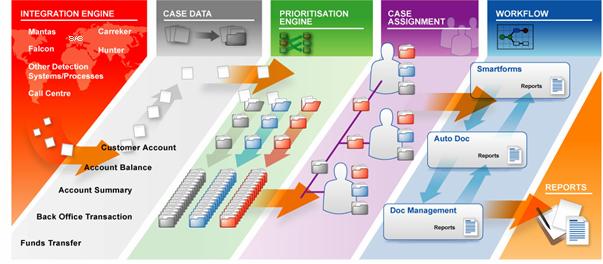 INTEGRATION ENGINE
Mantas
Carreker
Falcon
Hunter
Other Detection
Systems/Processes
Call Centre
Customer Account
Account Balance
Account Summary
Back Office Transaction
Funds Transfer
CASE DATA
PRIORITISATION
ENGINE
CASE
ASSIGNMENT
WORKFLOW
Smartforms
Reports
Auto Doc
Reports
Doc Management
Reports
REPORTS